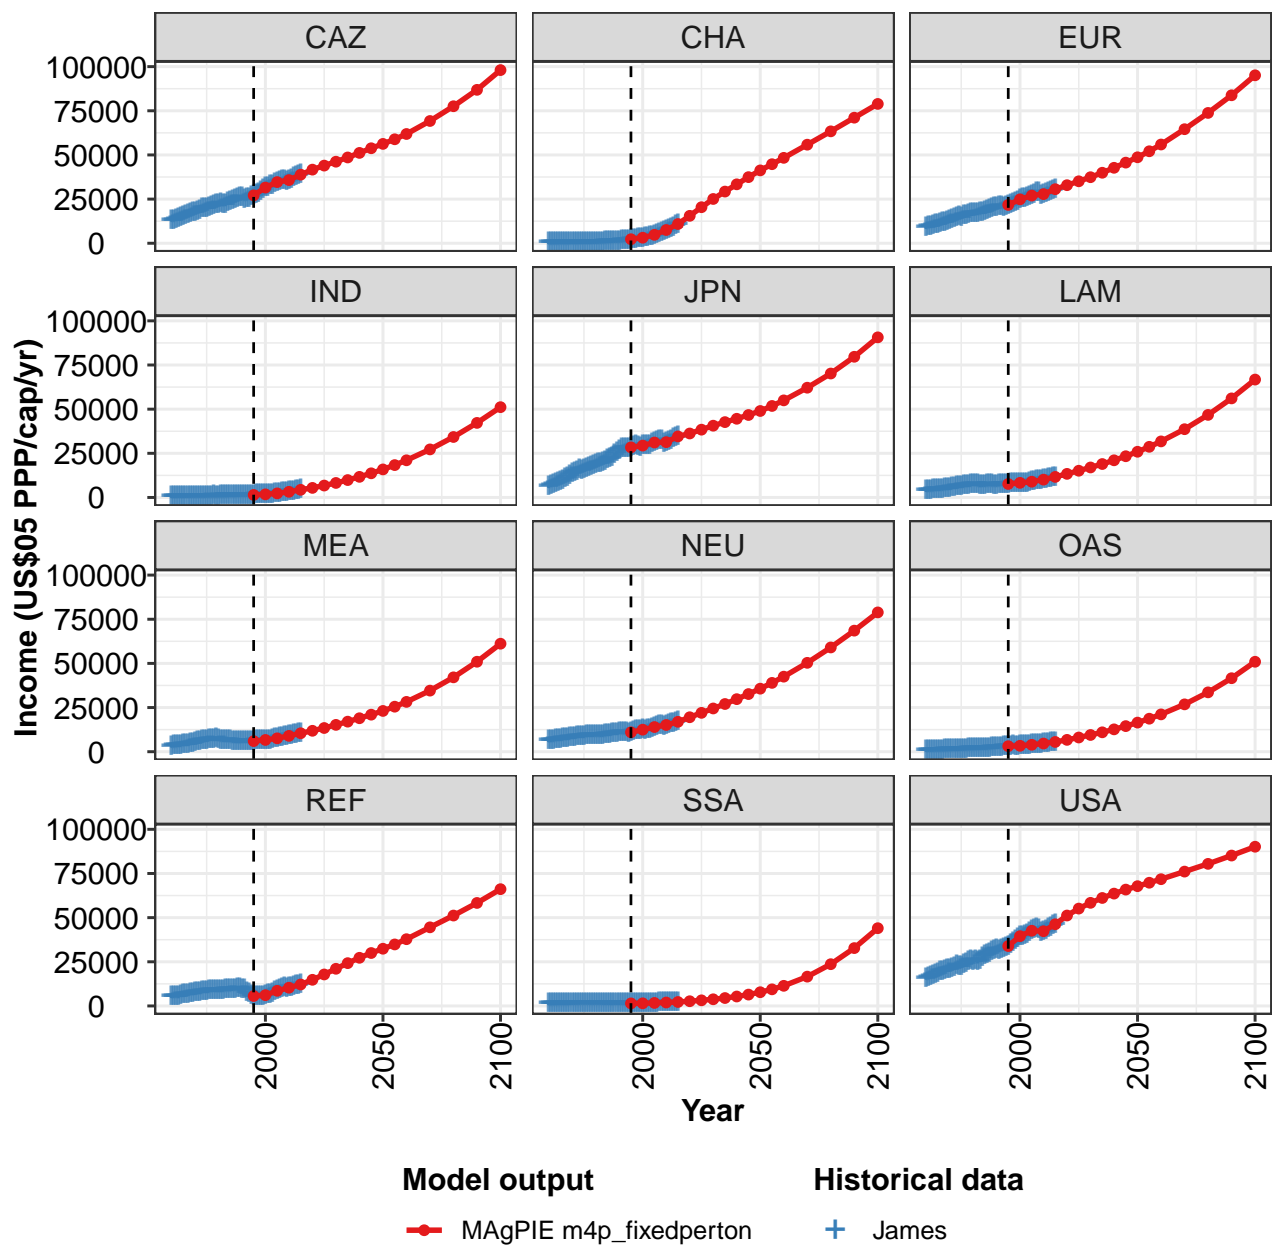 CAZ CHA EUR
100000
75000
50000
25000
0
IND JPN LAM
100000
75000
50000
25000
0
MEA NEU OAS
100000
75000
50000
25000
0
REF SSA USA
100000
75000
50000
25000
0
Income (US$05 PPP/cap/yr)
2000 2050 2100 2000 2050 2100 2000 2050 2100
Year
Model output Historical data
MAgPIE m4p_fixedperton James